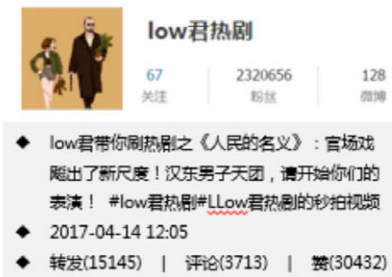 low君热剧
67 2320656 128
关注 粉丝 微博
◆ low君带你刷热剧之《人民的名义》：官场戏
飚出了新尺度！汉东男子天团，请开始你们的
表演！ #low君热剧#LLow君热剧的秒拍视频
◆ 2017-04-14 12:05
◆ 转发(15145) | 评论(3713) | 赞(30432)